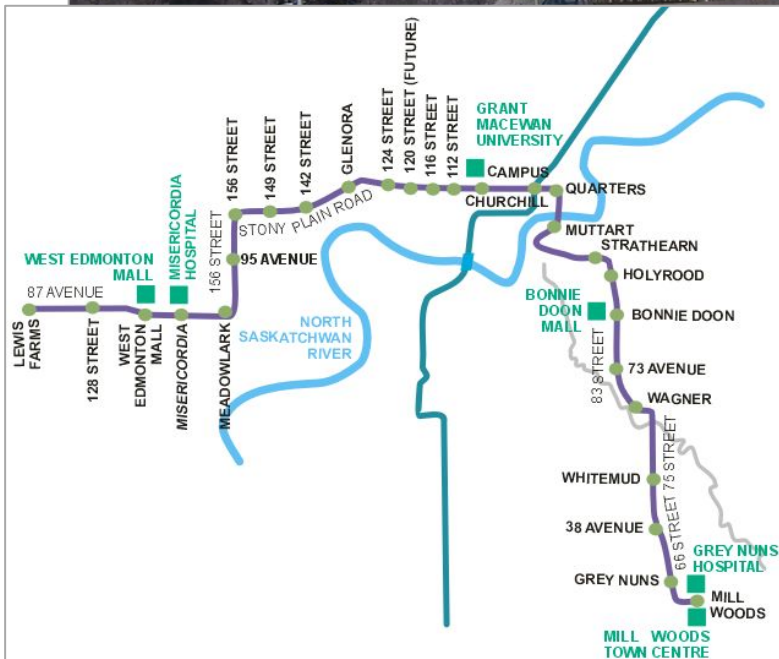 156 STREET
149 STREET
142 STREET
GLENORA
124 STREET
120 STREET (FUTURE)
116 STREET
112 STREET
GRANT
MACEWAN
UNIVERSITY
CAMPUS
CHURCHILL
QUARTERS
MUTTART
STRATHEARN
HOLYROOD
BONNIE
DOON
MALL
BONNIE DOON
83 STREET
73 AVENUE
WAGNER
75 STREET
WHITEMUD
38 AVENUE
66 STREET
GREY NUNS
HOSPITAL
GREY NUNS
MILL
WOODS
MILL WOODS
TOWN CENTRE
STONY PLAIN ROAD
MISERICORDIA
HOSPITAL
156 STREET
95 AVENUE
WEST EDMONTON
MALL
87 AVENUE
LEWIS
FARMS
128 STREET
WEST
EDMONTON
MALL
MISERICORDIA
MEADOWLARK
NORTH
SASKATCHWAN
RIVER